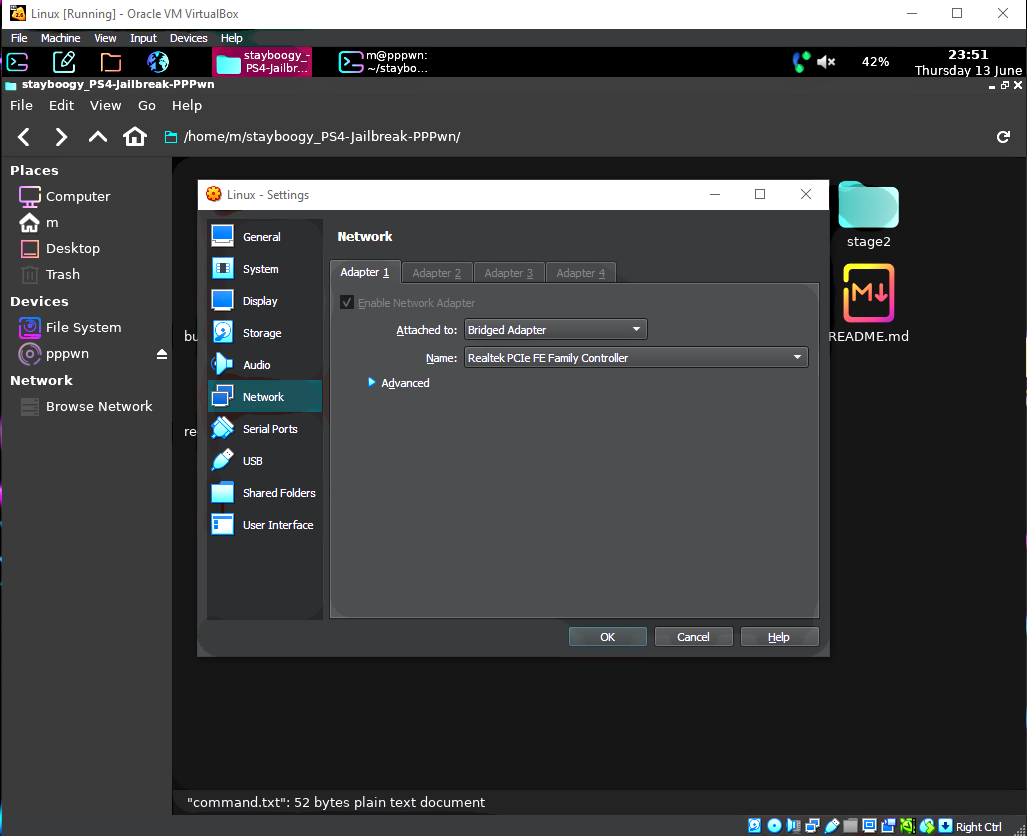 Linux [Running] - Oracle VM VirtualBox
File Machine View Input Devices Help
stayboogy_-
PS4-Jailbr...
m@pppwn:
~/staybo...
42%
23:51
Thursday 13 June
stayboogy_PS4-Jailbreak-PPPwn
File Edit View Go Help
/home/m/stayboogy_PS4-Jailbreak-PPPwn/
Places
Computer
m
Desktop
Trash
Devices
File System
pppwn
Network
Browse Network
bu
re
Linux - Settings
General
System
Display
Storage
Audio
Network
Serial Ports
USB
Shared Folders
User Interface
Network
Adapter 1 Adapter 2 Adapter 3 Adapter 4
Enable Network Adapter
Attached to: Bridged Adapter
Name: Realtek PCIe FE Family Controller
Advanced
OK Cancel Help
stage2
M
README.md
"command.txt": 52 bytes plain text document
Right Ctrl